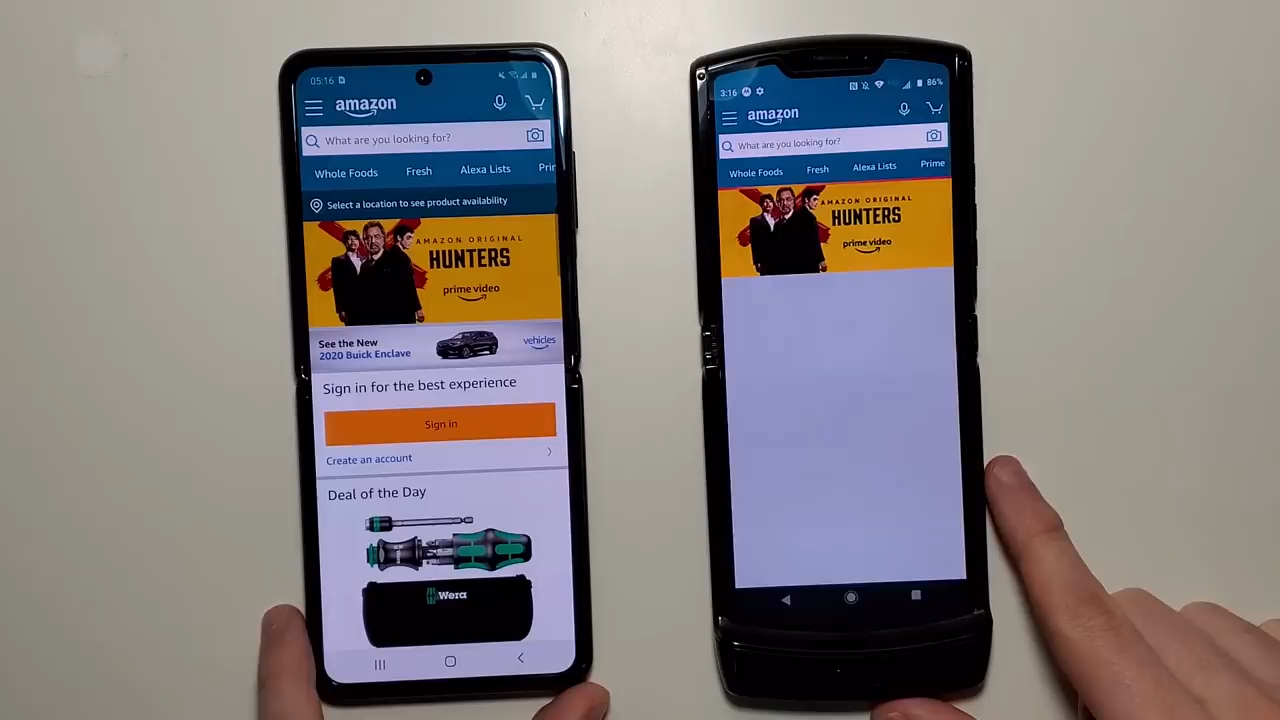 05:16
amazon
What are you looking for?
Whole Foods Fresh Alexa Lists Prir
Select a location to see product availability
AMAZON ORIGINAL
HUNTERS
prime video
See the New
2020 Buick Enclave
vehicles
Sign in for the best experience
Sign in
Create an account
Deal of the Day
Wera
3:16 86%
amazon
What are you looking for?
Whole Foods Fresh Alexa Lists Prime
AMAZON ORIGINAL
HUNTERS
prime video